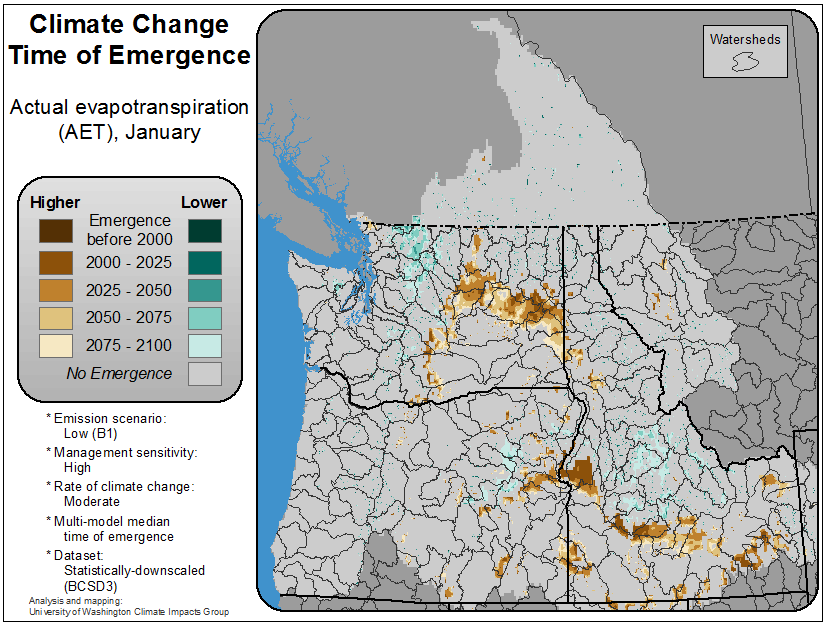 Climate Change
Time of Emergence
Actual evapotranspiration
(AET), January
Higher
Lower
Emergence
before 2000
2000 - 2025
2025 - 2050
2050 - 2075
2075 - 2100
No Emergence
* Emission scenario:
Low (B1)
* Management sensitivity:
High
* Rate of climate change:
Moderate
* Multi-model median
time of emergence
* Dataset:
Statistically-downscaled
(BCSD3)
Analysis and mapping:
University of Washington Climate Impacts Group
Watersheds